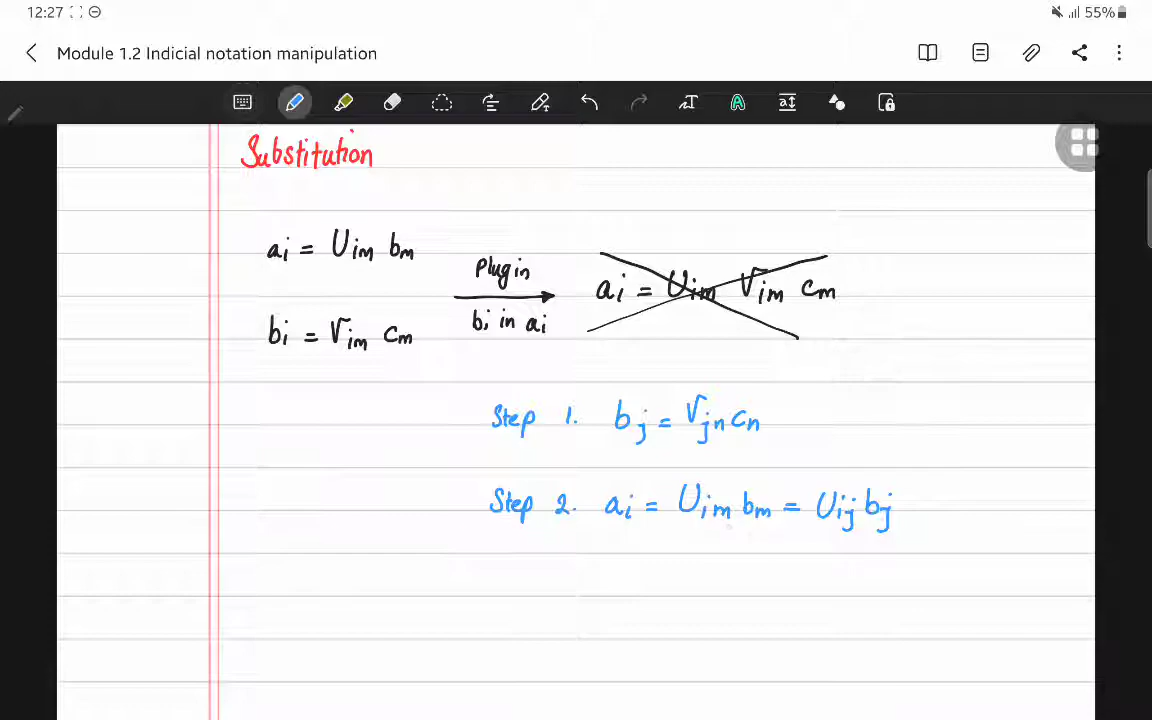 12:27 55%
Module 1.2 Indicial notation manipulation
Substitution
aᵢ = Uᵢₘ bₘ
Plug in
bᵢ in aᵢ
aᵢ = Uᵢₘ Vᵢₘ cₘ
bᵢ = Vᵢₘ cₘ
Step 1. bⱼ = Vⱼₙ cₙ
Step 2. aᵢ = Uᵢₘ bₘ = Uᵢⱼ bⱼ